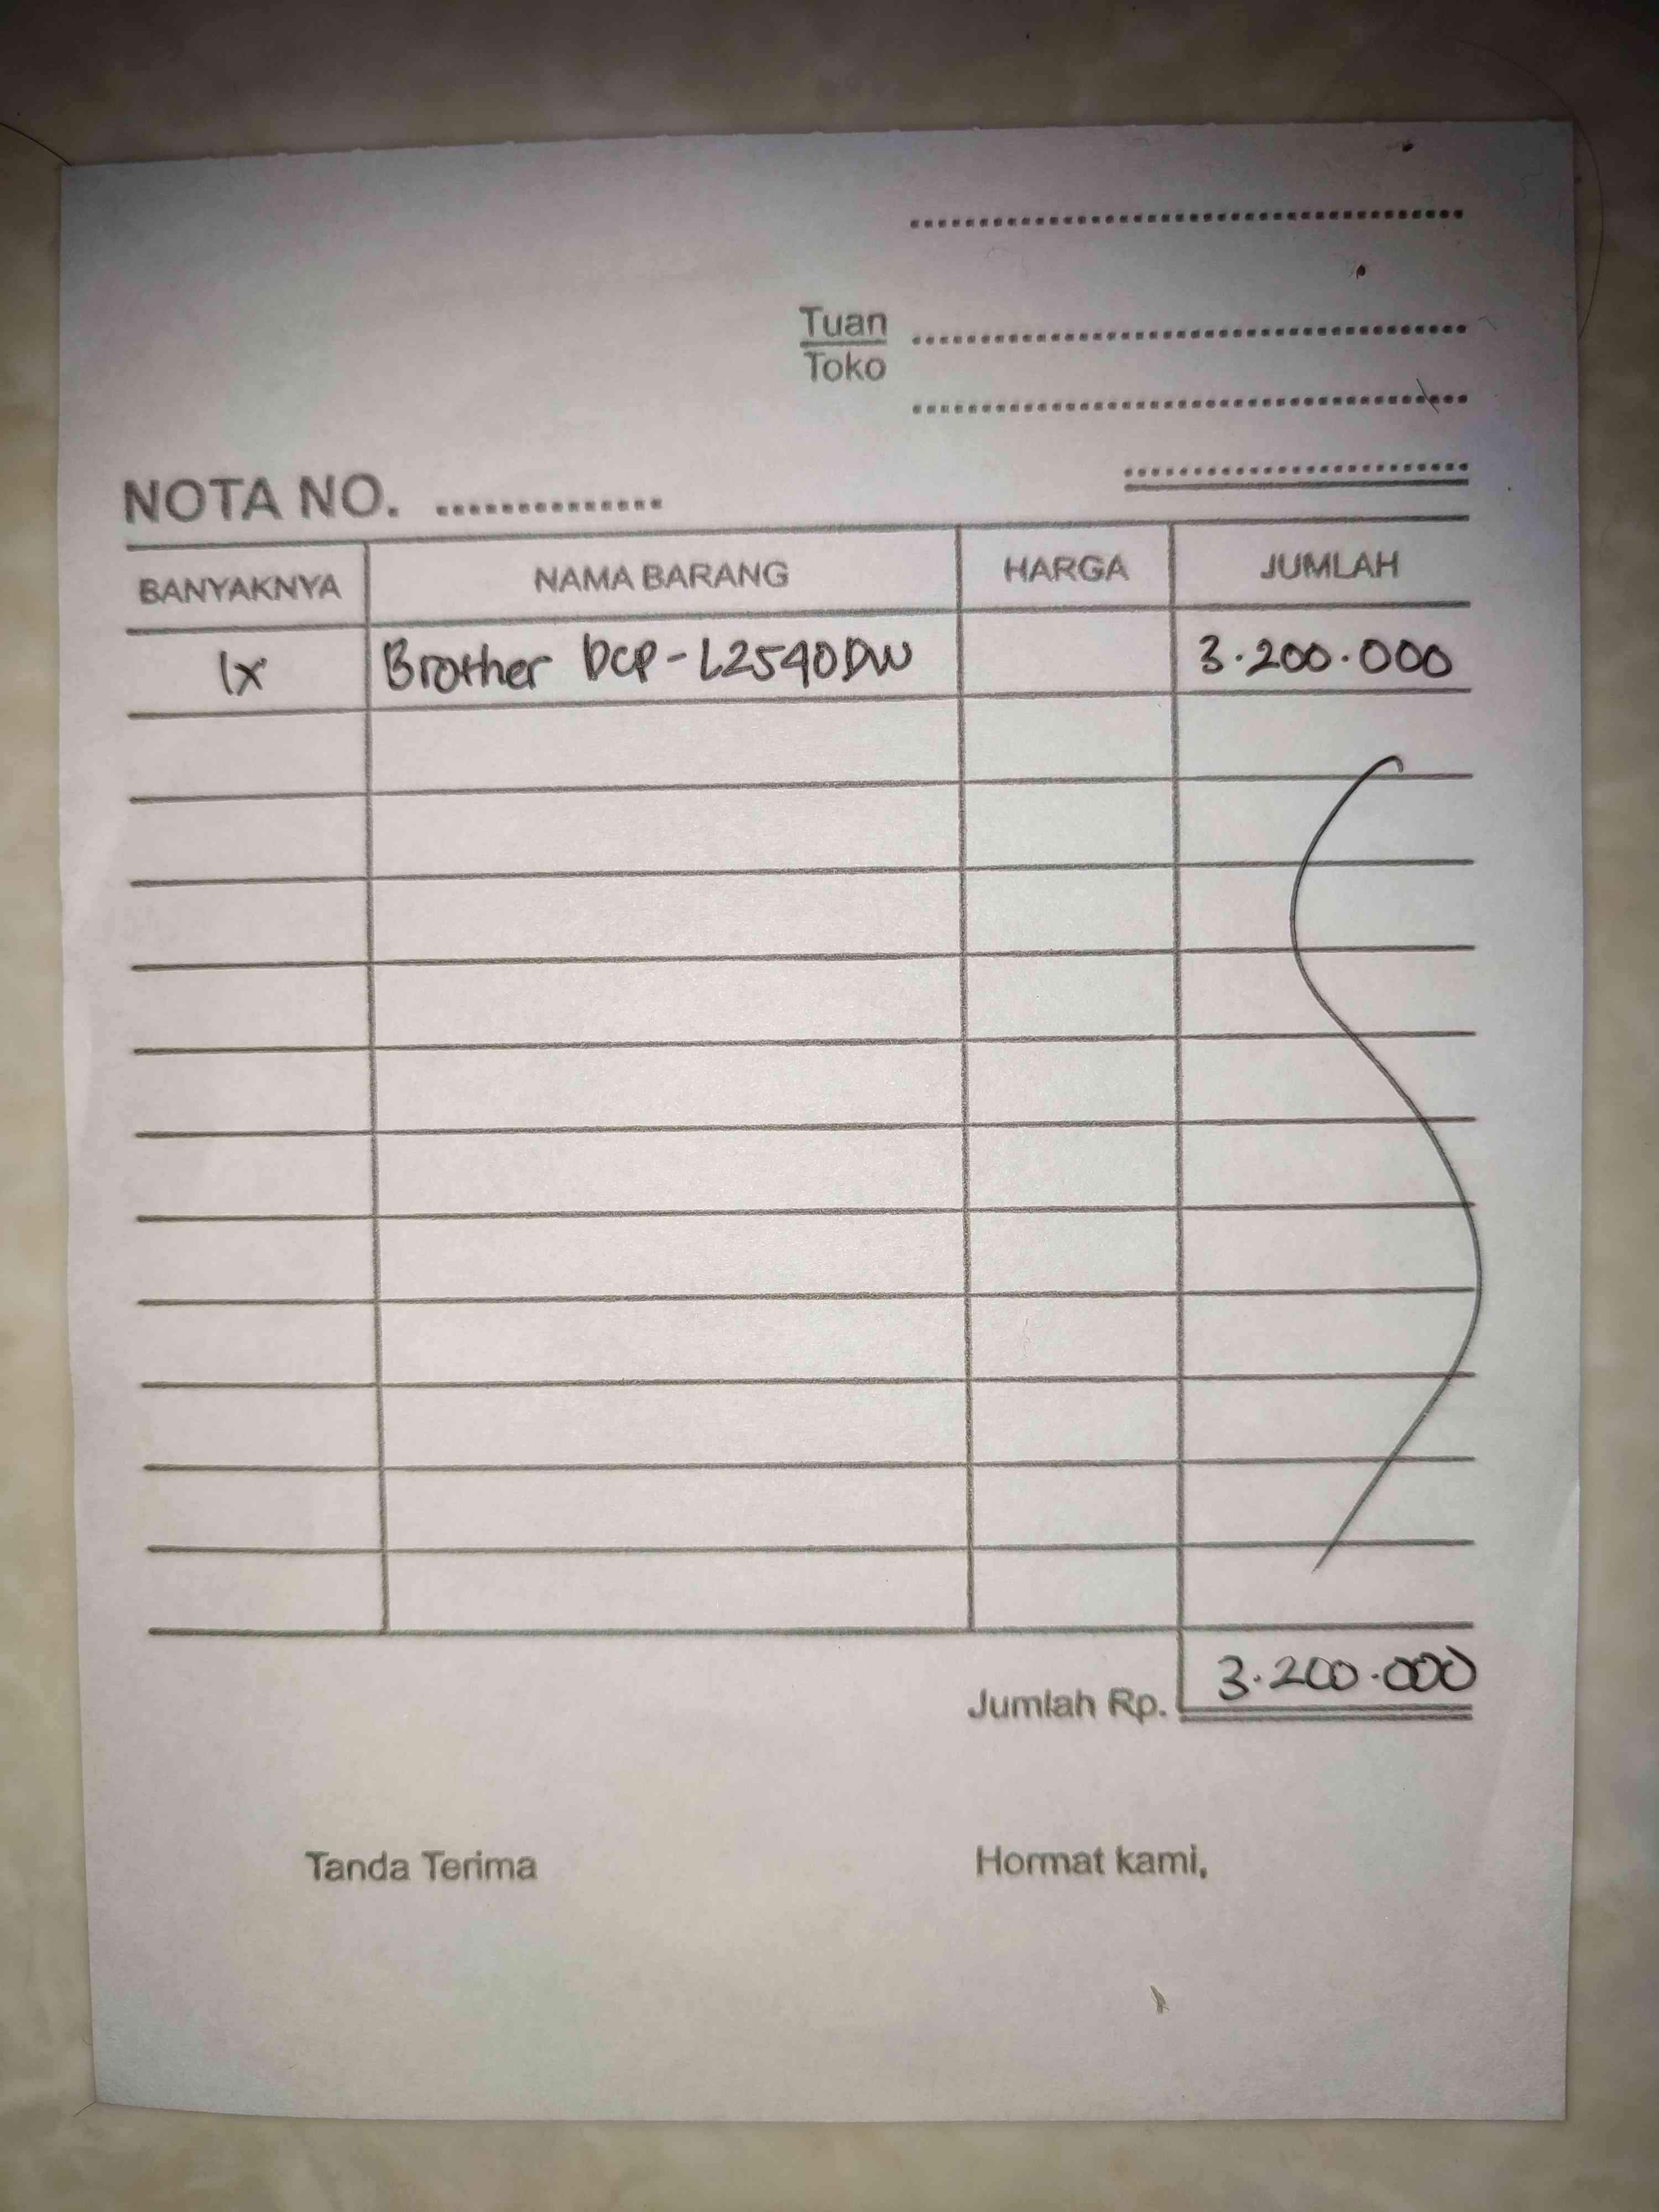 Tuan
Toko
NOTA NO. ..............
BANYAKNYA NAMA BARANG HARGA JUMLAH
1x Brother DCP-L2540DW 3.200.000
Jumlah Rp. 3.200.000
Tanda Terima Hormat kami,